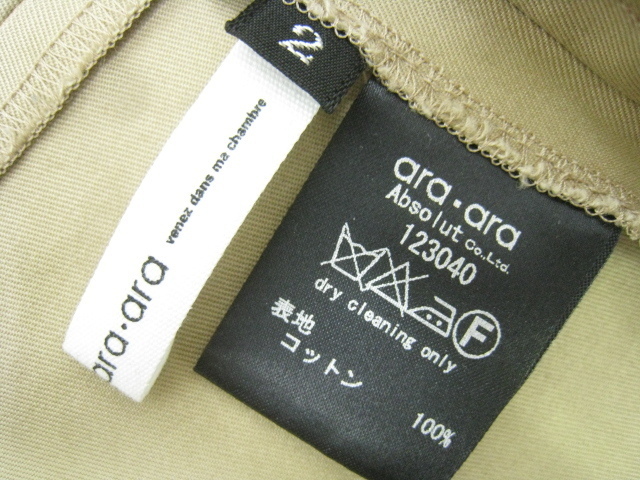 2
ara·ara venez dans ma chambre
ara·ara
Absolut Co.,Ltd.
123040
F
dry cleaning only
表地
コットン
100%